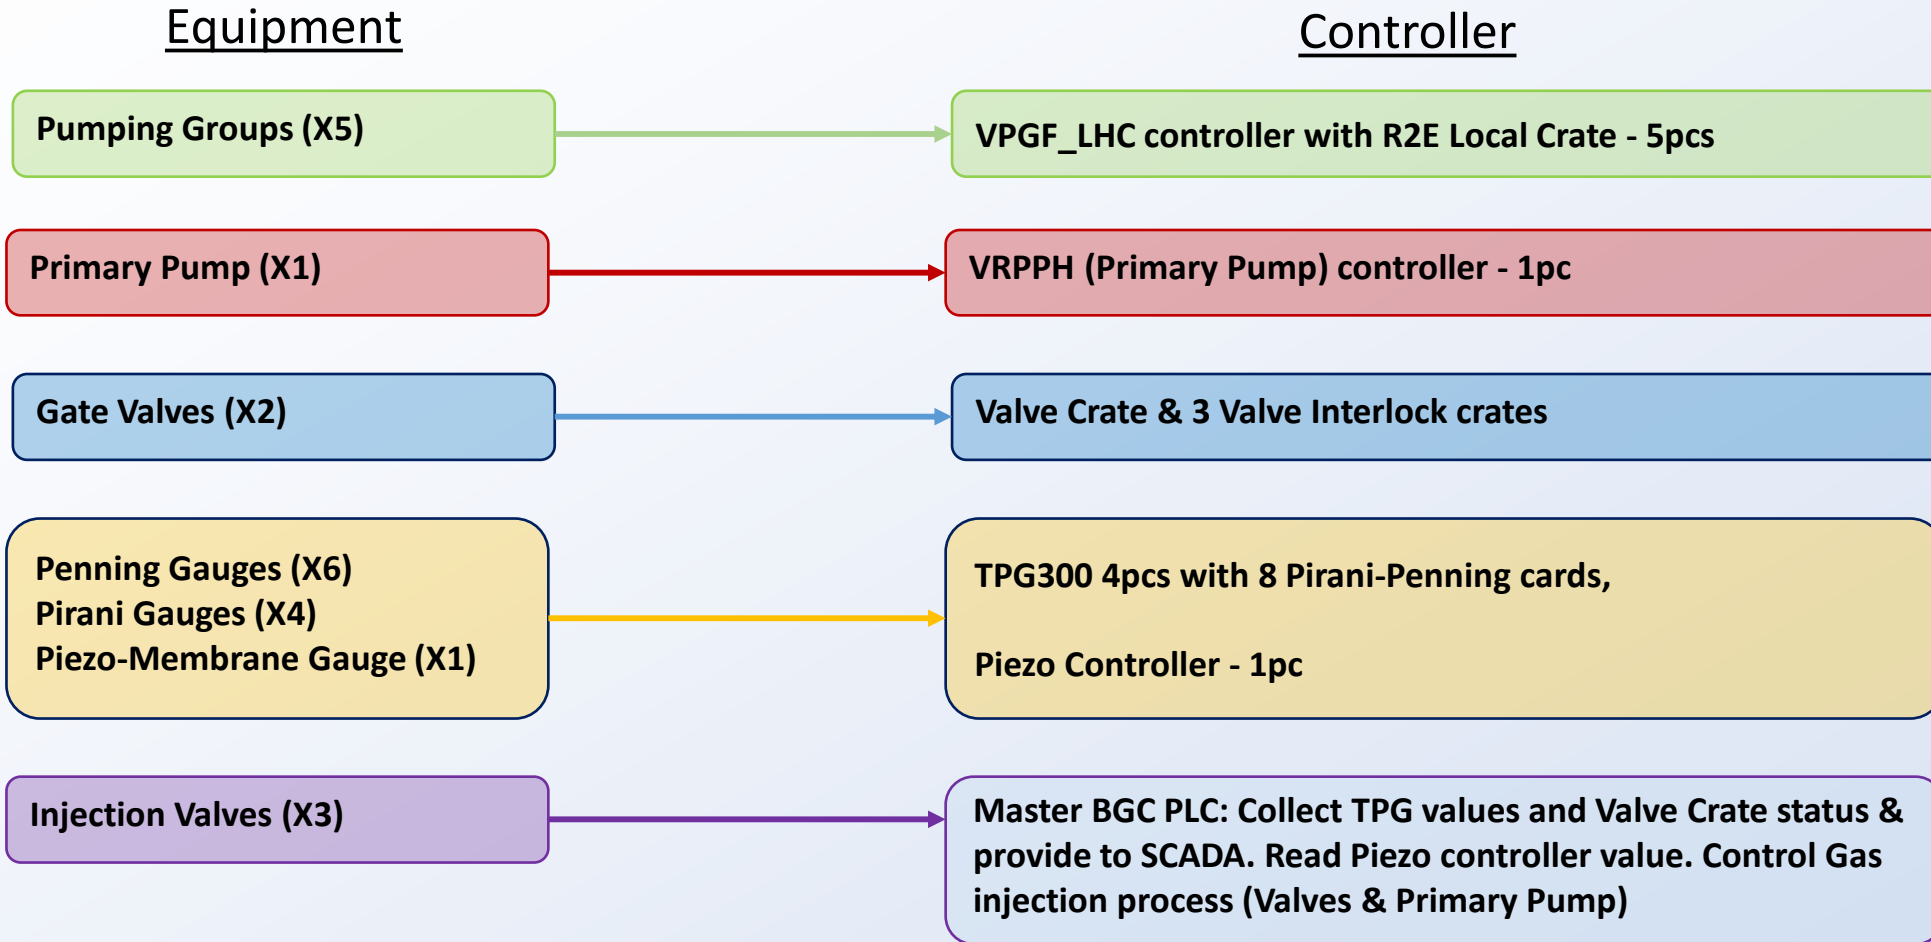 Equipment
Controller
Pumping Groups (X5)
VPGF_LHC controller with R2E Local Crate - 5pcs
Primary Pump (X1)
VRPPH (Primary Pump) controller - 1pc
Gate Valves (X2)
Valve Crate & 3 Valve Interlock crates
Penning Gauges (X6)
Pirani Gauges (X4)
Piezo-Membrane Gauge (X1)
TPG300 4pcs with 8 Pirani-Penning cards,
Piezo Controller - 1pc
Injection Valves (X3)
Master BGC PLC: Collect TPG values and Valve Crate status &
provide to SCADA. Read Piezo controller value. Control Gas
injection process (Valves & Primary Pump)